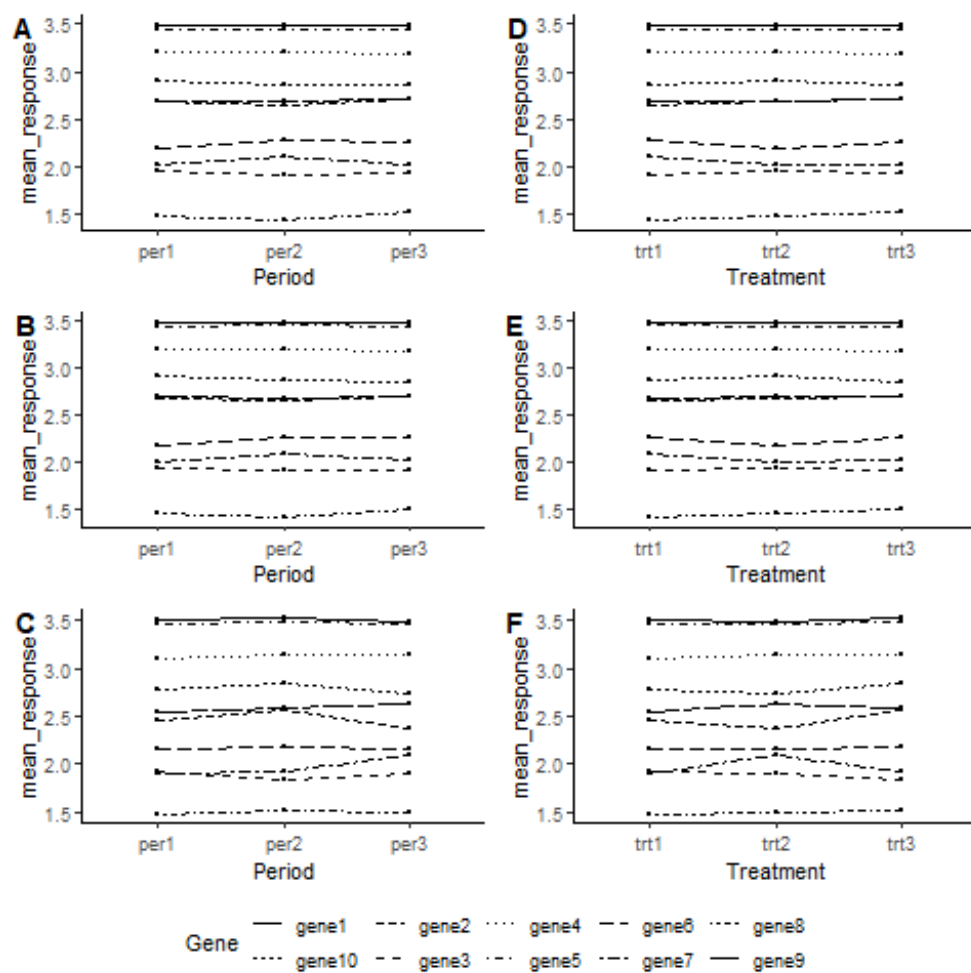 A
mean_response
3.5
3.0
2.5
2.0
1.5
per1 per2 per3
Period
D
mean_response
3.5
3.0
2.5
2.0
1.5
trt1 trt2 trt3
Treatment
B
mean_response
3.5
3.0
2.5
2.0
1.5
per1 per2 per3
Period
E
mean_response
3.5
3.0
2.5
2.0
1.5
trt1 trt2 trt3
Treatment
C
mean_response
3.5
3.0
2.5
2.0
1.5
per1 per2 per3
Period
F
mean_response
3.5
3.0
2.5
2.0
1.5
trt1 trt2 trt3
Treatment
Gene
gene1 gene2 gene4 gene6 gene8
gene10 gene3 gene5 gene7 gene9